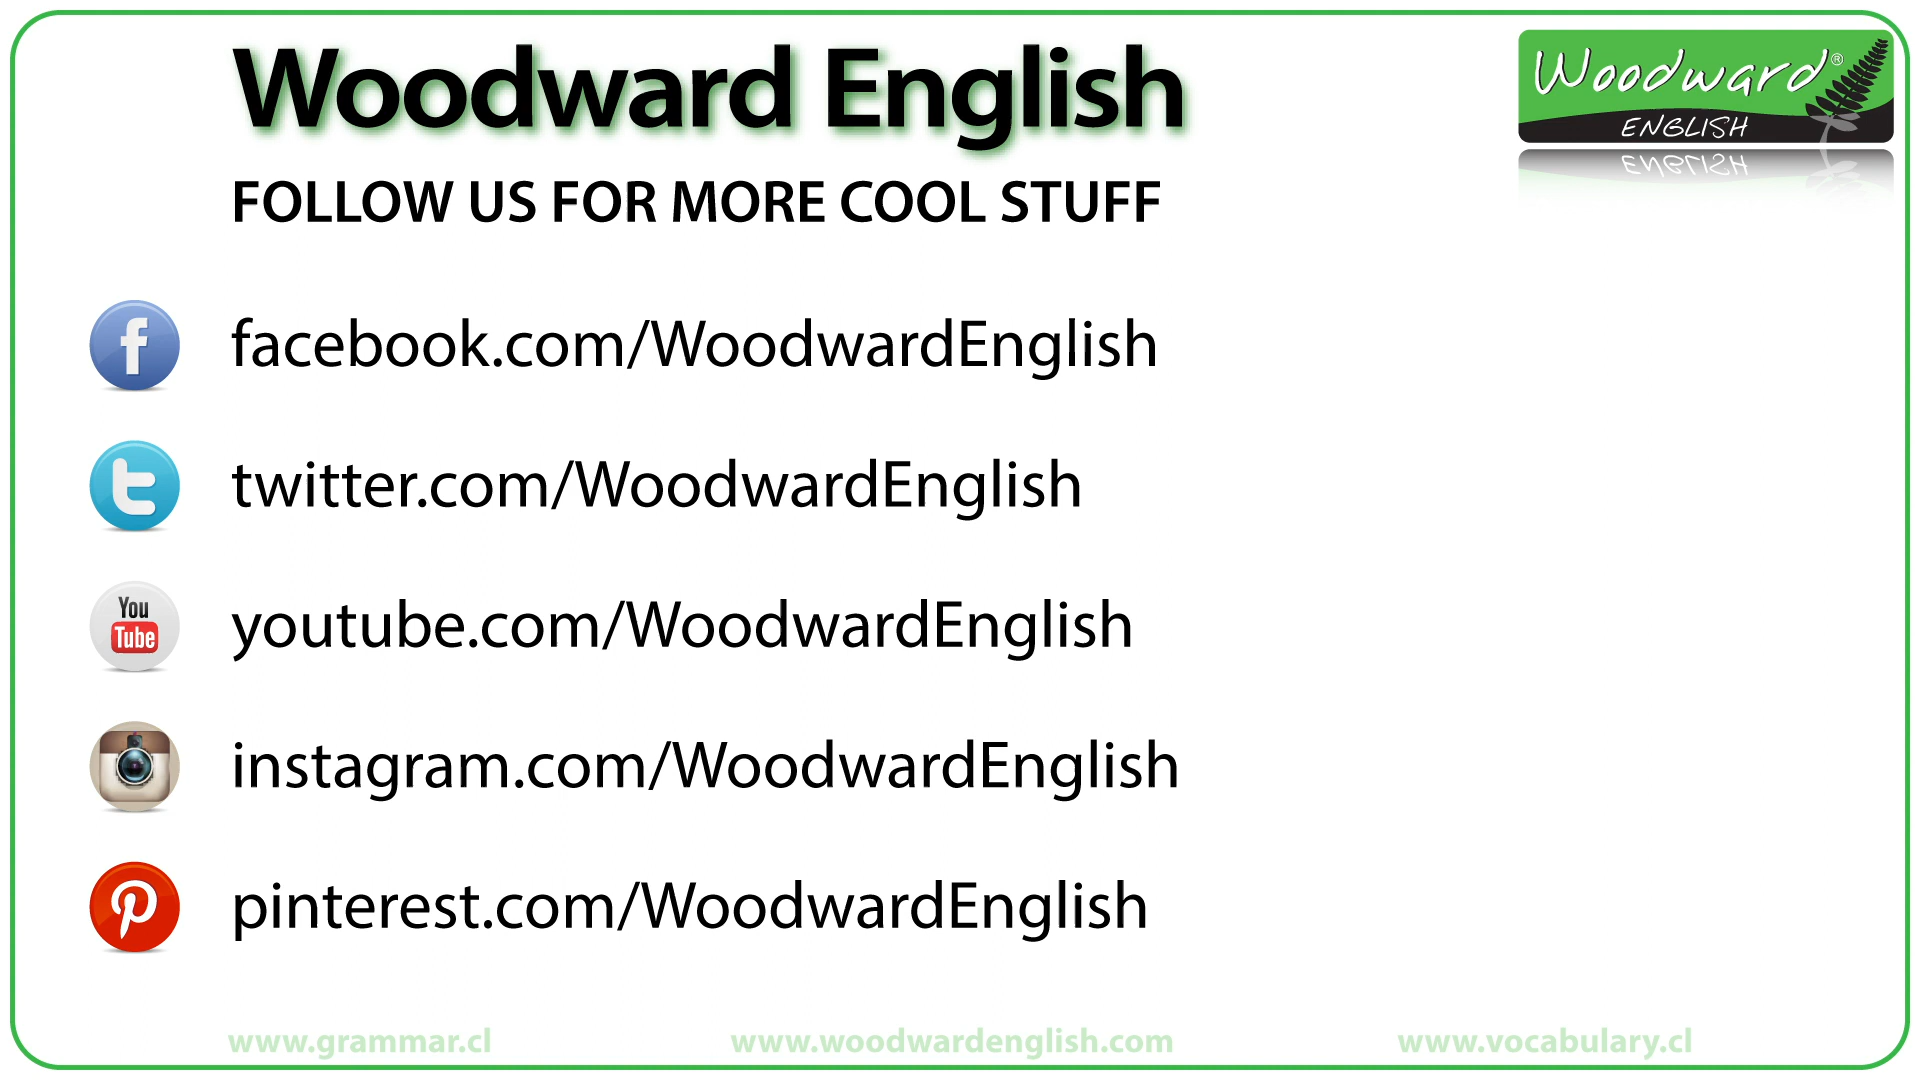 Woodward English
Woodward®
ENGLISH
FOLLOW US FOR MORE COOL STUFF
f facebook.com/WoodwardEnglish
t twitter.com/WoodwardEnglish
You
Tube
youtube.com/WoodwardEnglish
instagram.com/WoodwardEnglish
pinterest.com/WoodwardEnglish
www.grammar.cl www.woodwardenglish.com www.vocabulary.cl